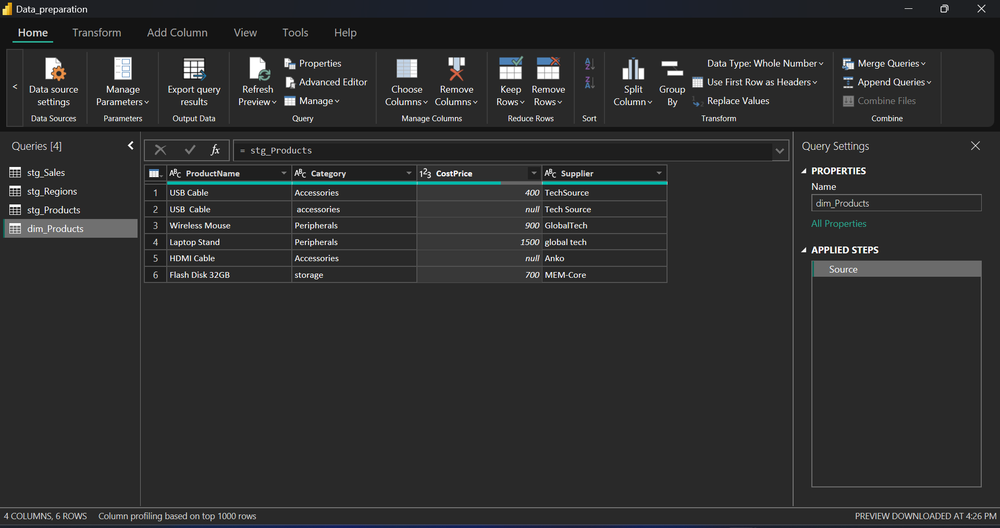 Data_preparation
Home Transform Add Column View Tools Help
<
Data source settings
Data Sources
Manage Parameters
Parameters
Export query results
Output Data
Refresh Preview
Properties
Advanced Editor
Manage
Query
Choose Columns
Remove Columns
Manage Columns
Keep Rows
Remove Rows
Reduce Rows
A Z
Z A
Sort
Split Column
Group By
Data Type: Whole Number
Use First Row as Headers
1 2 Replace Values
Transform
Merge Queries
Append Queries
Combine Files
Combine
Queries [4]
stg_Sales
stg_Regions
stg_Products
dim_Products
fx = stg_Products
ABC ProductName ABC Category 123 CostPrice ABC Supplier
1 USB Cable Accessories 400 TechSource
2 USB  Cable accessories null Tech Source
3 Wireless Mouse Peripherals 900 GlobalTech
4 Laptop Stand Peripherals 1500 global tech
5 HDMI Cable Accessories null Anko
6 Flash Disk 32GB storage 700 MEM-Core
Query Settings
PROPERTIES
Name
dim_Products
All Properties
APPLIED STEPS
Source
4 COLUMNS, 6 ROWS Column profiling based on top 1000 rows
PREVIEW DOWNLOADED AT 4:26 PM